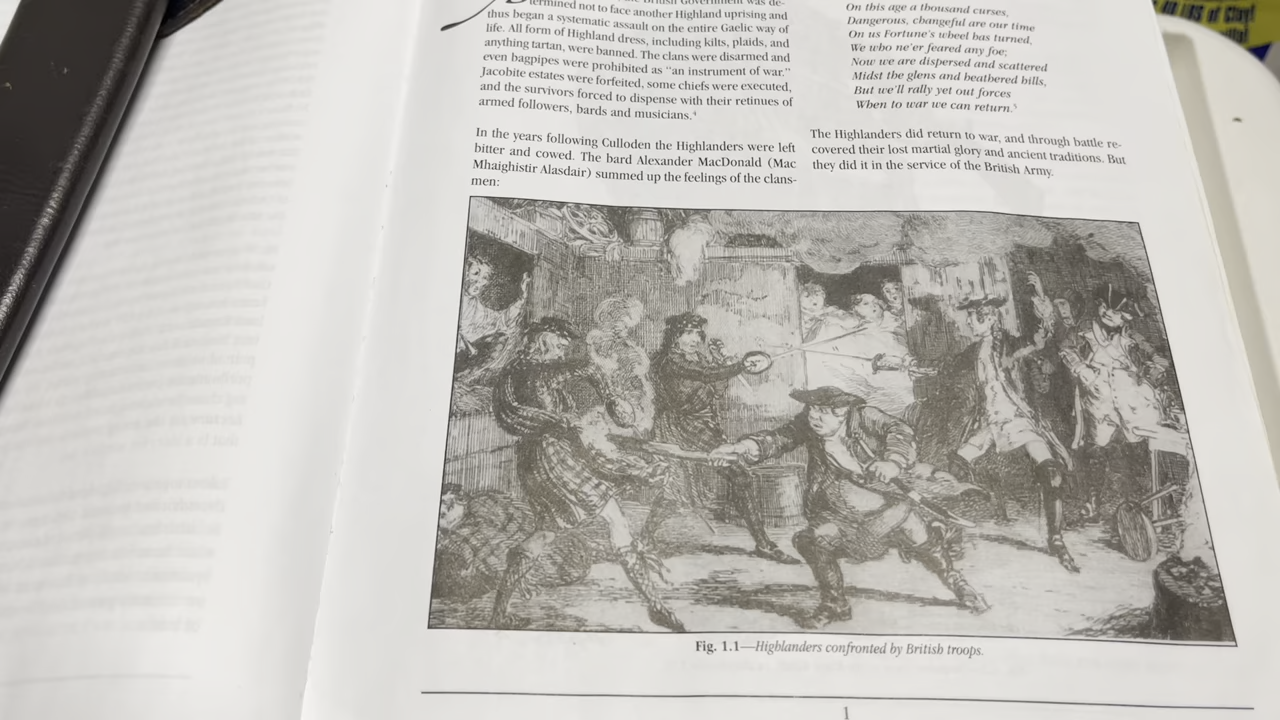 British Government was de-
termined not to face another Highland uprising and
thus began a systematic assault on the entire Gaelic way of
life. All form of Highland dress, including kilts, plaids, and
anything tartan, were banned. The clans were disarmed and
even bagpipes were prohibited as "an instrument of war."
Jacobite estates were forfeited, some chiefs were executed,
and the survivors forced to dispense with their retinues of
armed followers, bards and musicians.⁴
In the years following Culloden the Highlanders were left
bitter and cowed. The bard Alexander MacDonald (Mac
Mhaighistir Alasdair) summed up the feelings of the clans-
men:
On this age a thousand curses,
Dangerous, changeful are our time
On us Fortune's wheel has turned,
We who ne'er feared any foe;
Now we are dispersed and scattered
Midst the glens and heathered hills,
But we'll rally yet out forces
When to war we can return.⁵
The Highlanders did return to war, and through battle re-
covered their lost martial glory and ancient traditions. But
they did it in the service of the British Army.
Fig. 1.1—Highlanders confronted by British troops.
1